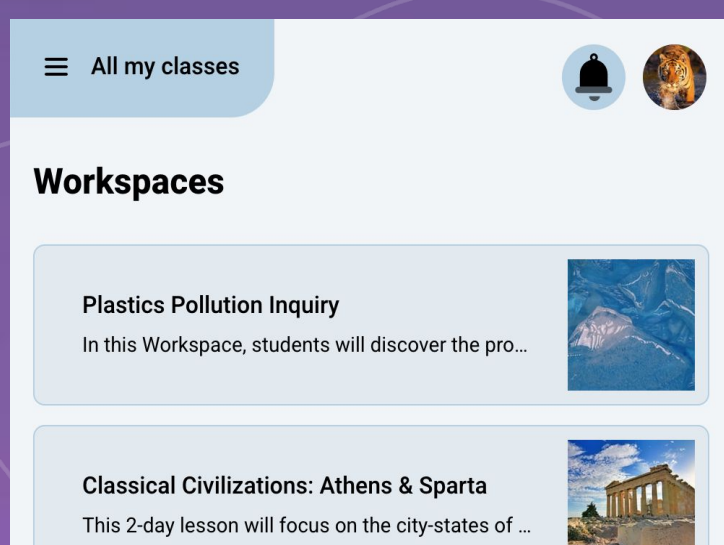 All my classes
Workspaces
Plastics Pollution Inquiry
In this Workspace, students will discover the pro...
Classical Civilizations: Athens & Sparta
This 2-day lesson will focus on the city-states of ...